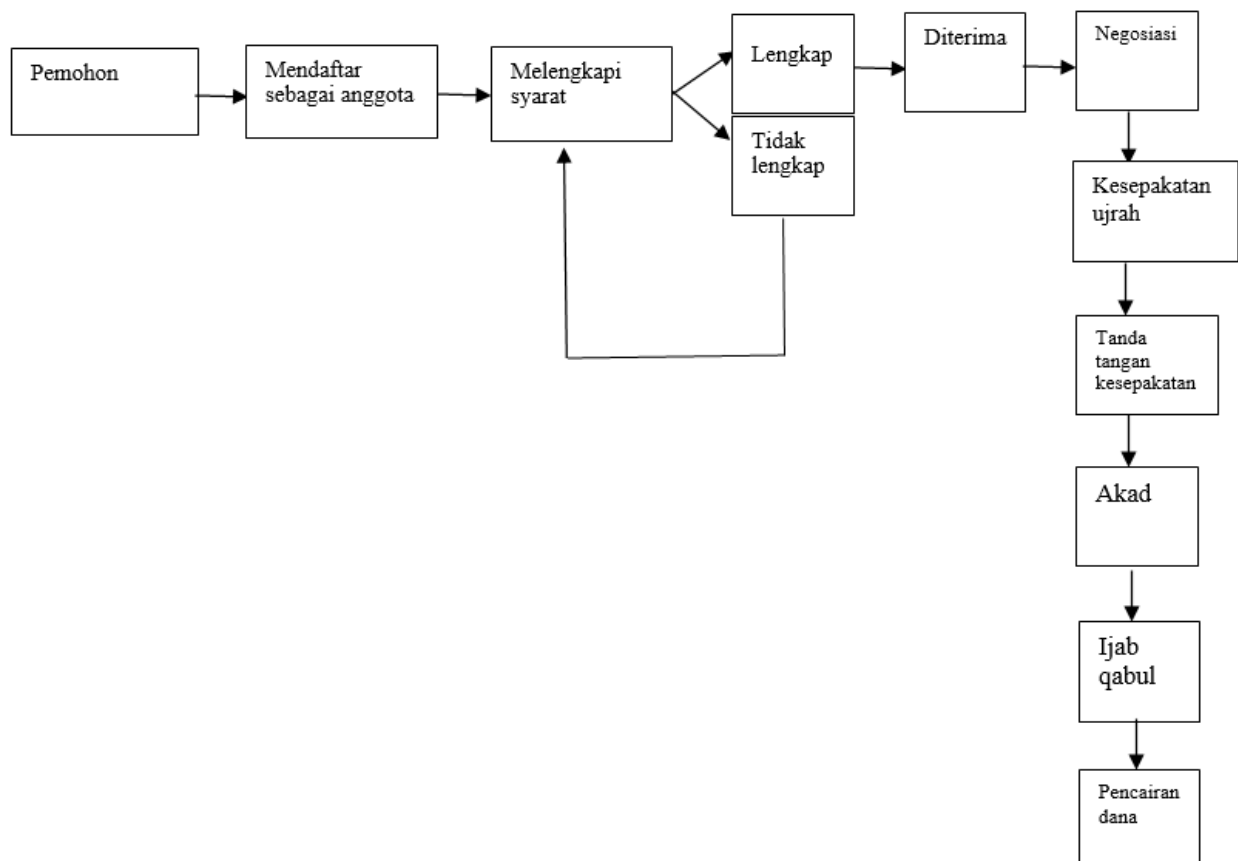 Pemohon
Mendaftar
sebagai anggota
Melengkapi
syarat
Lengkap
Tidak
lengkap
Diterima
Negosiasi
Kesepakatan
ujrah
Tanda
tangan
kesepakatan
Akad
Ijab
qabul
Pencairan
dana